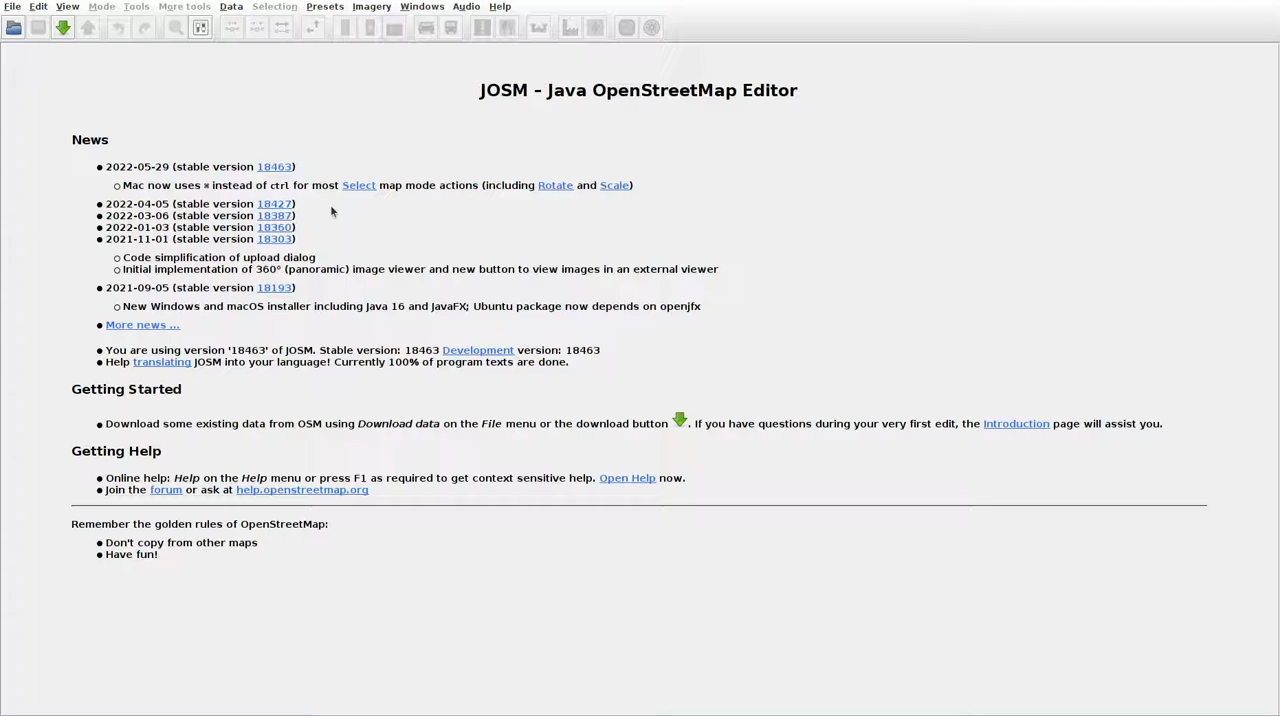 File Edit View Mode Tools More tools Data Selection Presets Imagery Windows Audio Help
JOSM – Java OpenStreetMap Editor
News
2022-05-29 (stable version 18463)
Mac now uses ⌘ instead of ctrl for most Select map mode actions (including Rotate and Scale)
2022-04-05 (stable version 18427)
2022-03-06 (stable version 18387)
2022-01-03 (stable version 18360)
2021-11-01 (stable version 18303)
Code simplification of upload dialog
Initial implementation of 360° (panoramic) image viewer and new button to view images in an external viewer
2021-09-05 (stable version 18193)
New Windows and macOS installer including Java 16 and JavaFX; Ubuntu package now depends on openjfx
More news ...
You are using version '18463' of JOSM. Stable version: 18463 Development version: 18463
Help translating JOSM into your language! Currently 100% of program texts are done.
Getting Started
Download some existing data from OSM using Download data on the File menu or the download button . If you have questions during your very first edit, the Introduction page will assist you.
Getting Help
Online help: Help on the Help menu or press F1 as required to get context sensitive help. Open Help now.
Join the forum or ask at help.openstreetmap.org
Remember the golden rules of OpenStreetMap:
Don't copy from other maps
Have fun!